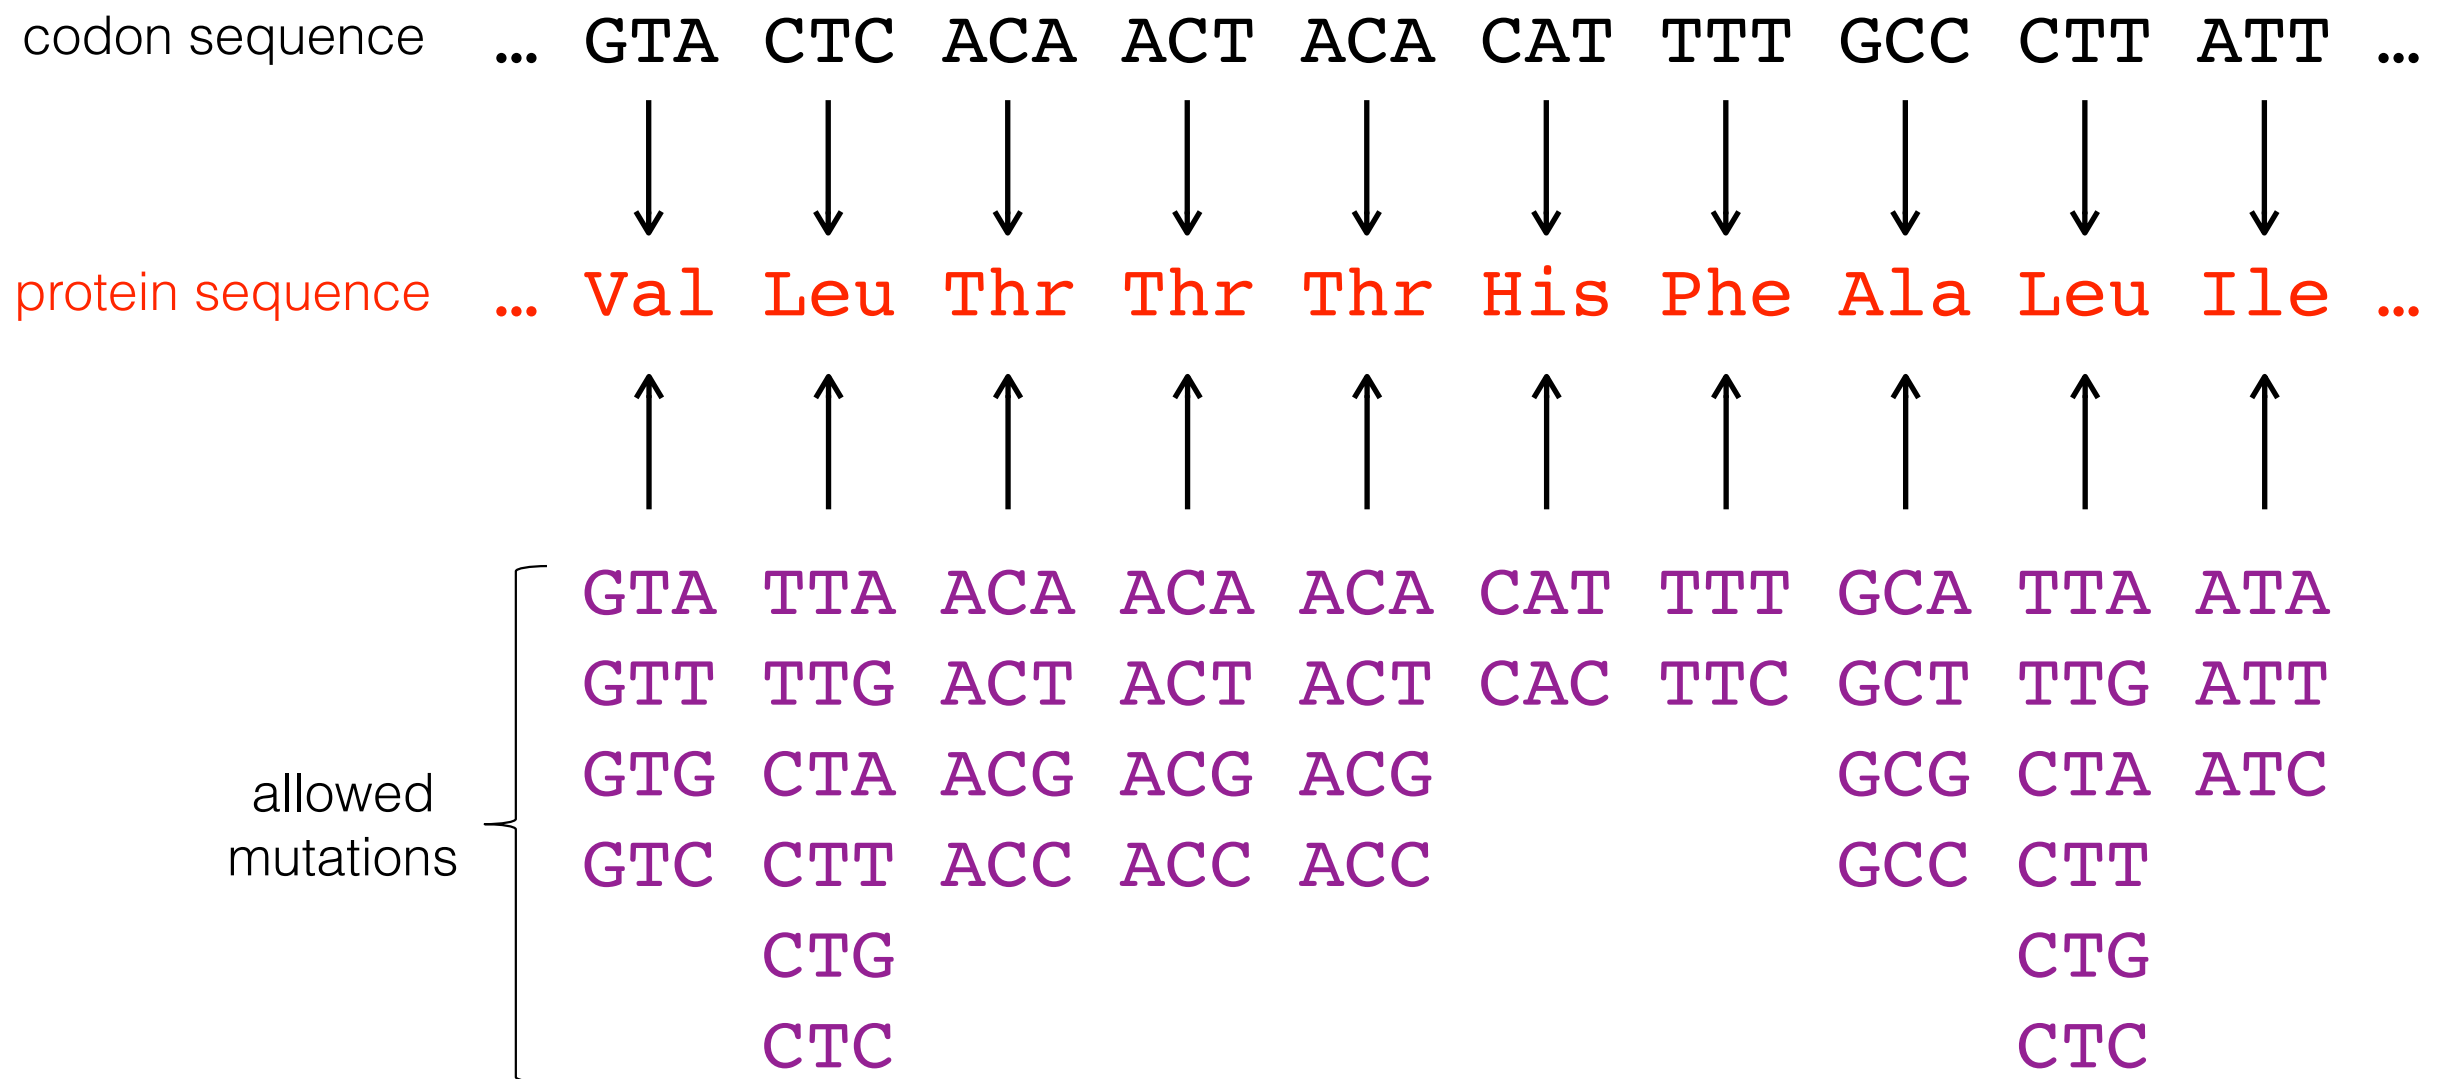 codon sequence … GTA CTC ACA ACT ACA CAT TTT GCC CTT ATT …
protein sequence … Val Leu Thr Thr Thr His Phe Ala Leu Ile …
GTA TTA ACA ACA ACA CAT TTT GCA TTA ATA
GTT TTG ACT ACT ACT CAC TTC GCT TTG ATT
GTG CTA ACG ACG ACG GCG CTA ATC
allowed
mutations
GTC CTT ACC ACC ACC GCC CTT
CTG CTG
CTC CTC